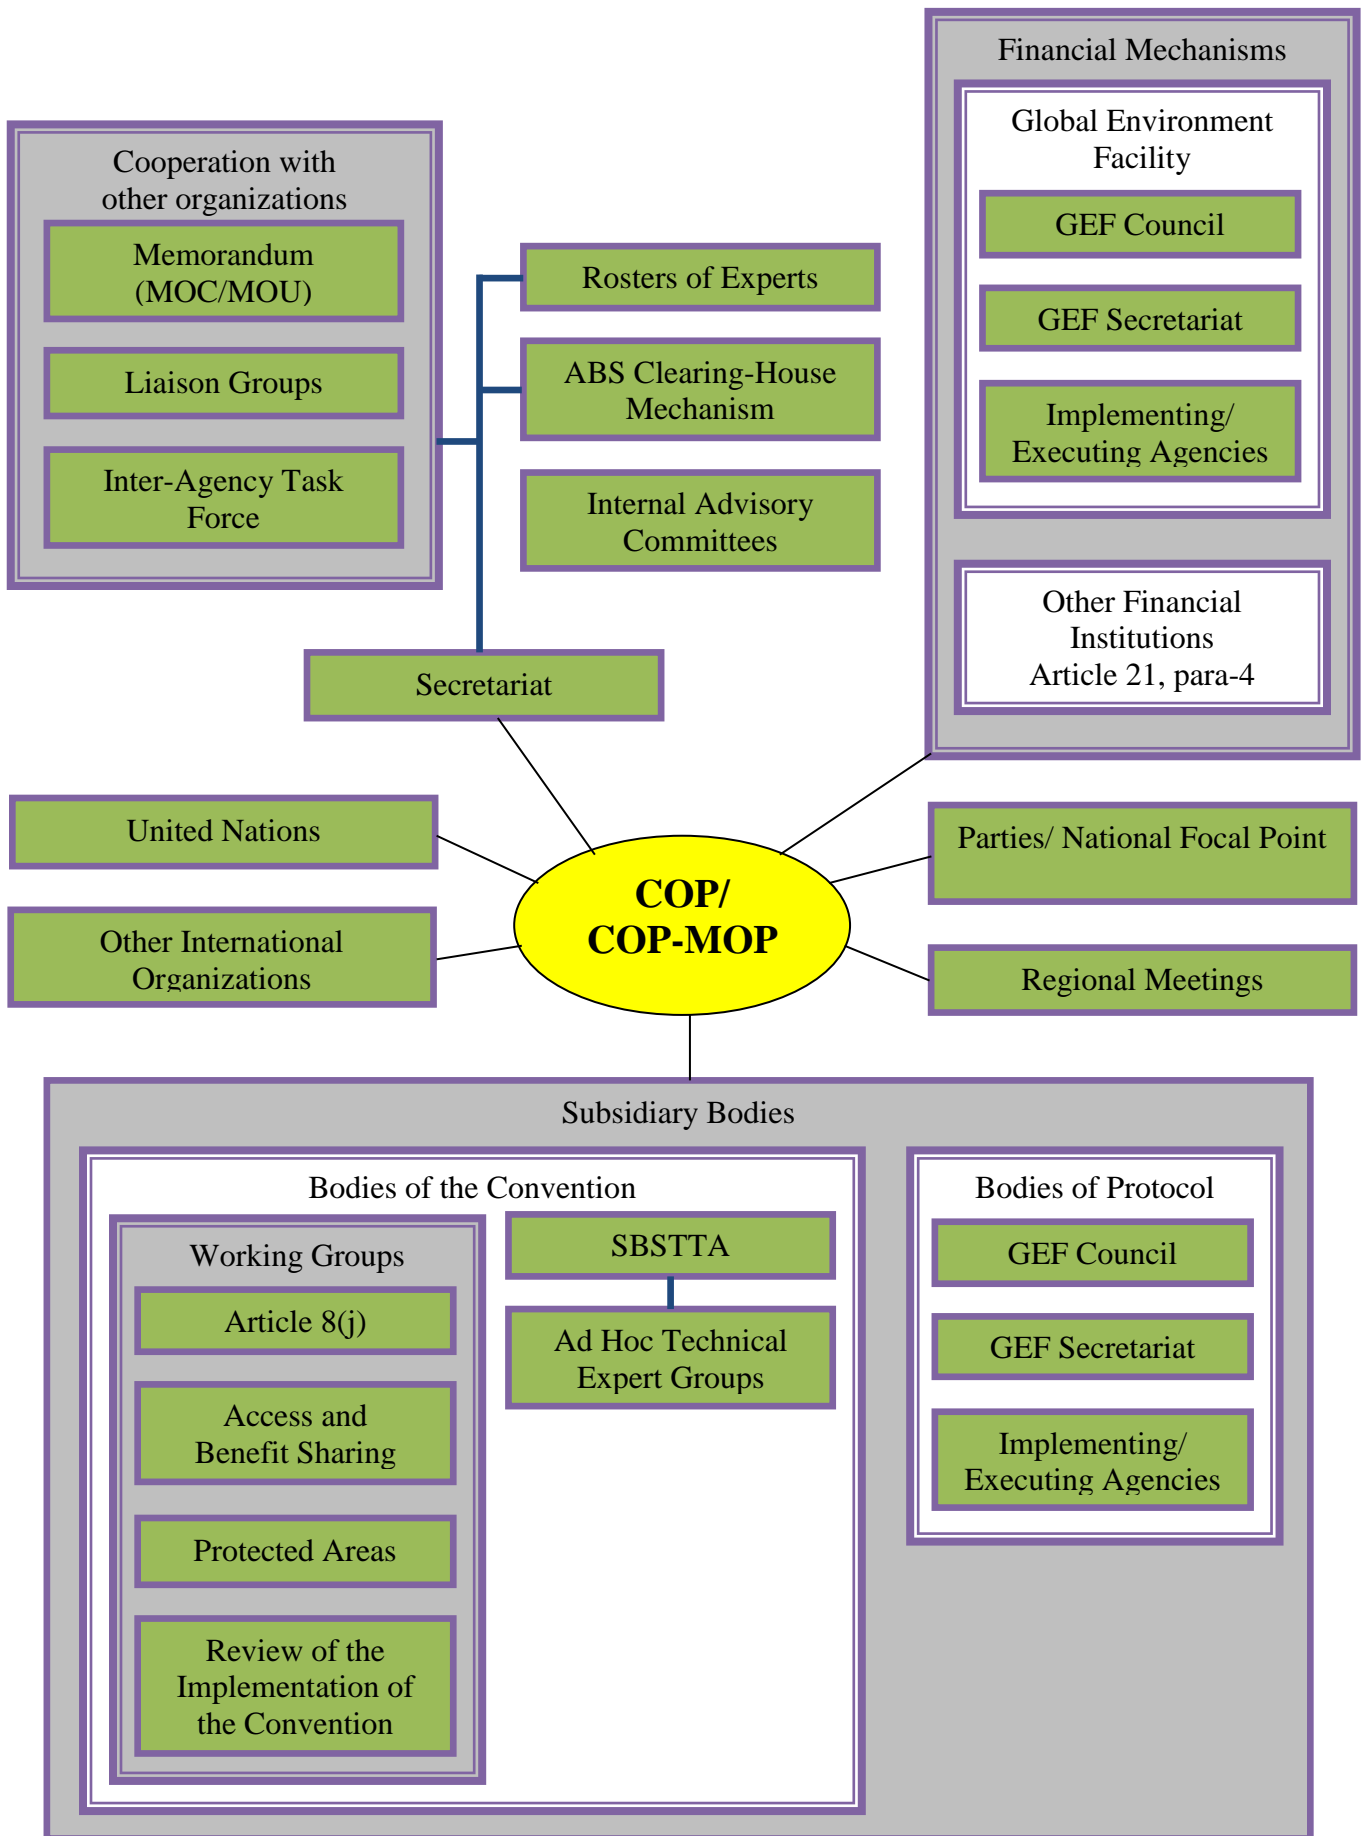 Financial Mechanisms
Global Environment
Facility
GEF Council
GEF Secretariat
Implementing/
Executing Agencies
Other Financial
Institutions
Article 21, para-4
Cooperation with
other organizations
Memorandum
(MOC/MOU)
Liaison Groups
Inter-Agency Task
Force
Rosters of Experts
ABS Clearing-House
Mechanism
Internal Advisory
Committees
Secretariat
United Nations
Other International
Organizations
COP/
COP-MOP
Parties/ National Focal Point
Regional Meetings
Subsidiary Bodies
Bodies of the Convention
Working Groups
Article 8(j)
Access and
Benefit Sharing
Protected Areas
Review of the
Implementation of
the Convention
SBSTTA
Ad Hoc Technical
Expert Groups
Bodies of Protocol
GEF Council
GEF Secretariat
Implementing/
Executing Agencies